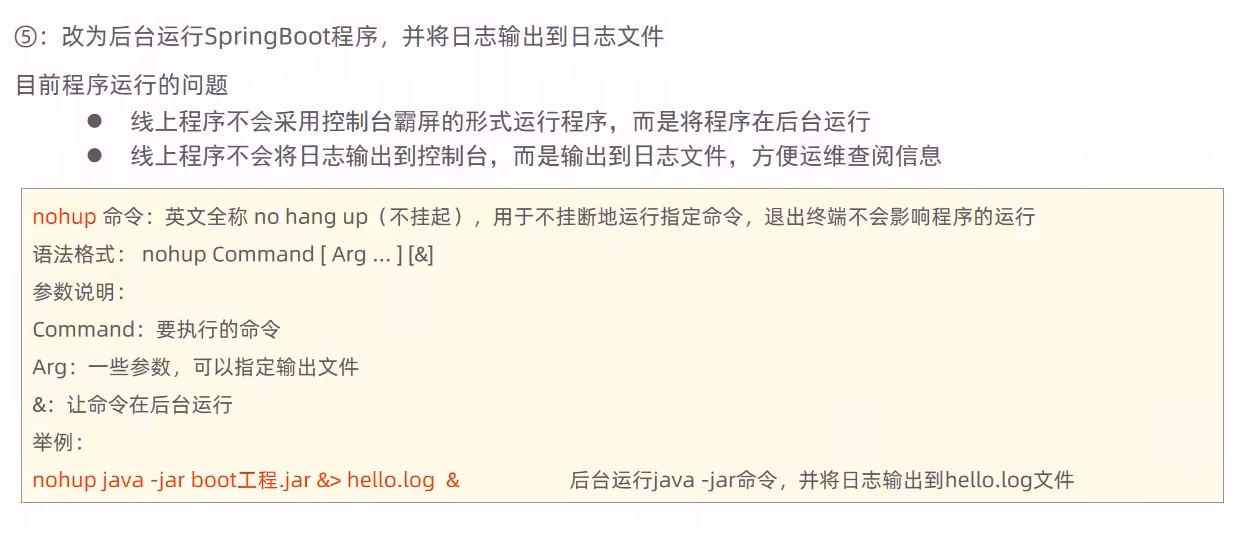 ⑤：改为后台运行SpringBoot程序，并将日志输出到日志文件
目前程序运行的问题
● 线上程序不会采用控制台霸屏的形式运行程序，而是将程序在后台运行
● 线上程序不会将日志输出到控制台，而是输出到日志文件，方便运维查阅信息
nohup 命令：英文全称 no hang up（不挂起），用于不挂断地运行指定命令，退出终端不会影响程序的运行
语法格式： nohup Command [ Arg … ] [&]
参数说明：
Command：要执行的命令
Arg：一些参数，可以指定输出文件
&：让命令在后台运行
举例：
nohup java -jar boot工程.jar &> hello.log & 后台运行java -jar命令，并将日志输出到hello.log文件